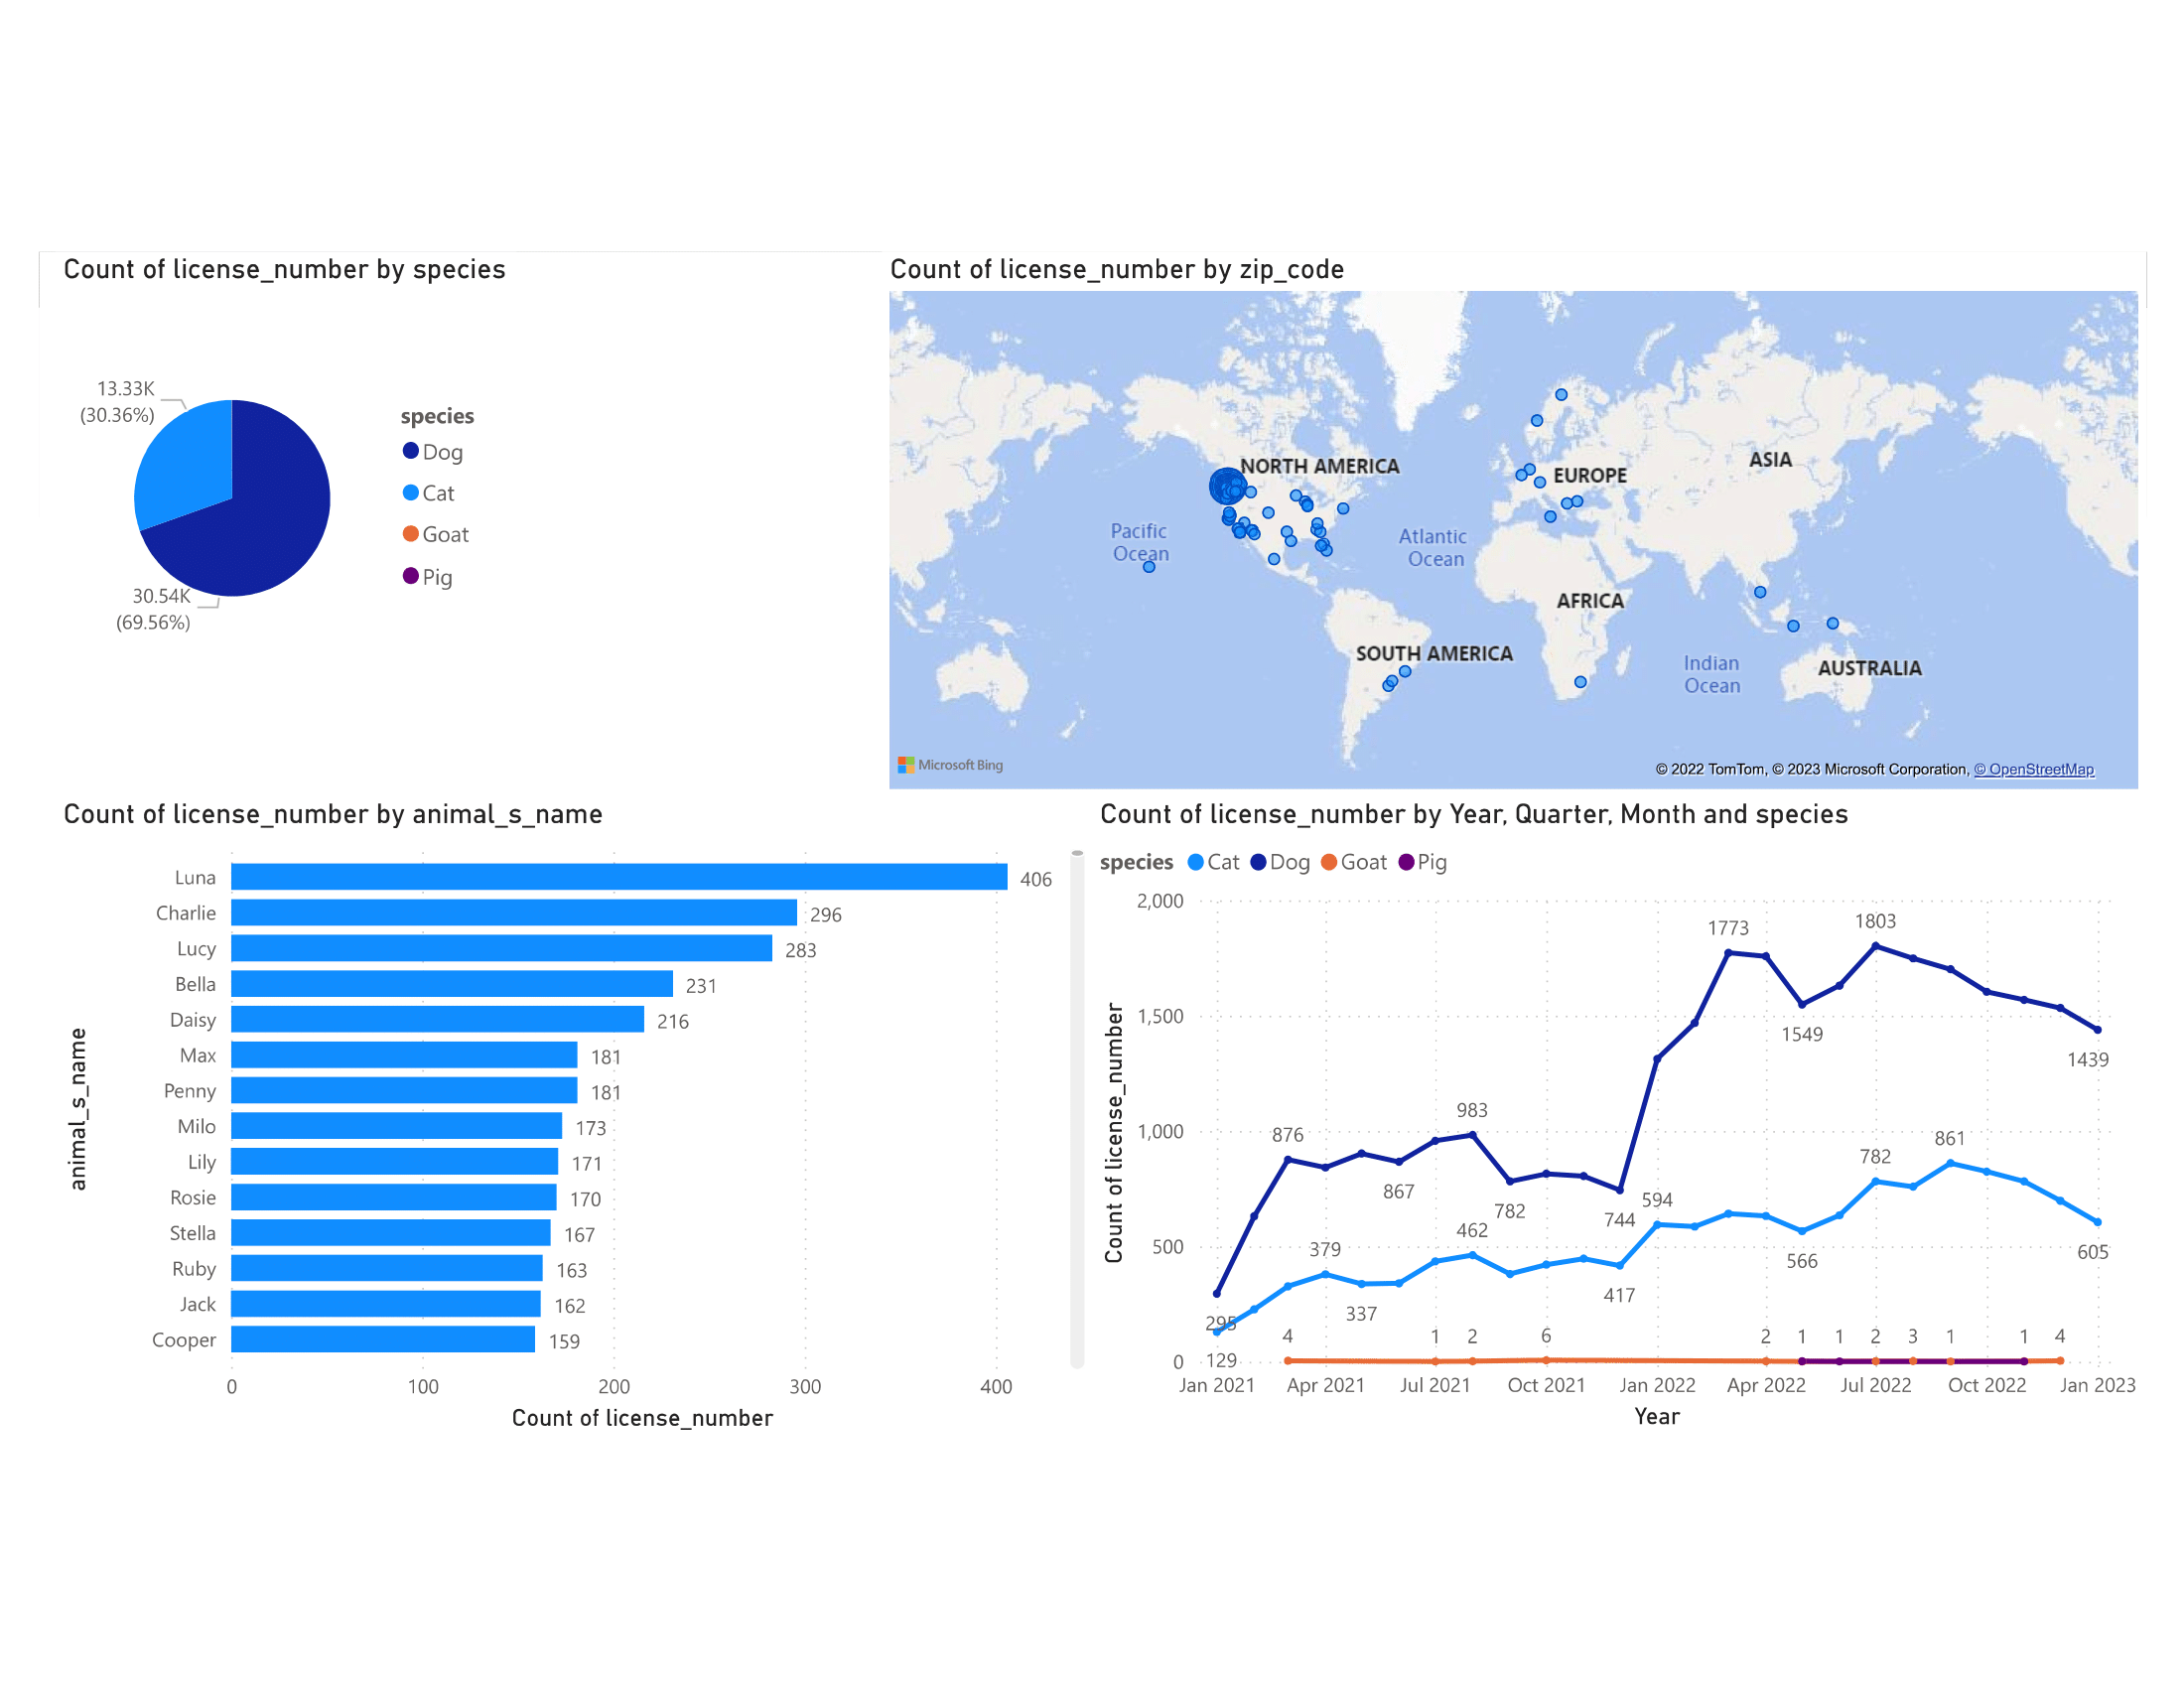 Count of license_number by species
13.33K
(30.36%)
30.54K
(69.56%)
species
Dog
Cat
Goat
Pig
Count of license_number by zip_code
NORTH AMERICA
EUROPE
ASIA
Pacific
Ocean
Atlantic
Ocean
AFRICA
SOUTH AMERICA
Indian
Ocean
AUSTRALIA
Microsoft Bing
© 2022 TomTom, © 2023 Microsoft Corporation, © OpenStreetMap
Count of license_number by animal_s_name
animal_s_name
Luna 406
Charlie 296
Lucy 283
Bella 231
Daisy 216
Max 181
Penny 181
Milo 173
Lily 171
Rosie 170
Stella 167
Ruby 163
Jack 162
Cooper 159
0 100 200 300 400
Count of license_number
Count of license_number by Year, Quarter, Month and species
species Cat Dog Goat Pig
Count of license_number
2,000
1,500
1,000
500
0
295
876
867
983
782
744
1773
1549
1803
1439
129
379
337
462
417
594
566
782
861
605
4 1 2 6 2 1 1 2 3 1 1 4
Jan 2021 Apr 2021 Jul 2021 Oct 2021 Jan 2022 Apr 2022 Jul 2022 Oct 2022 Jan 2023
Year